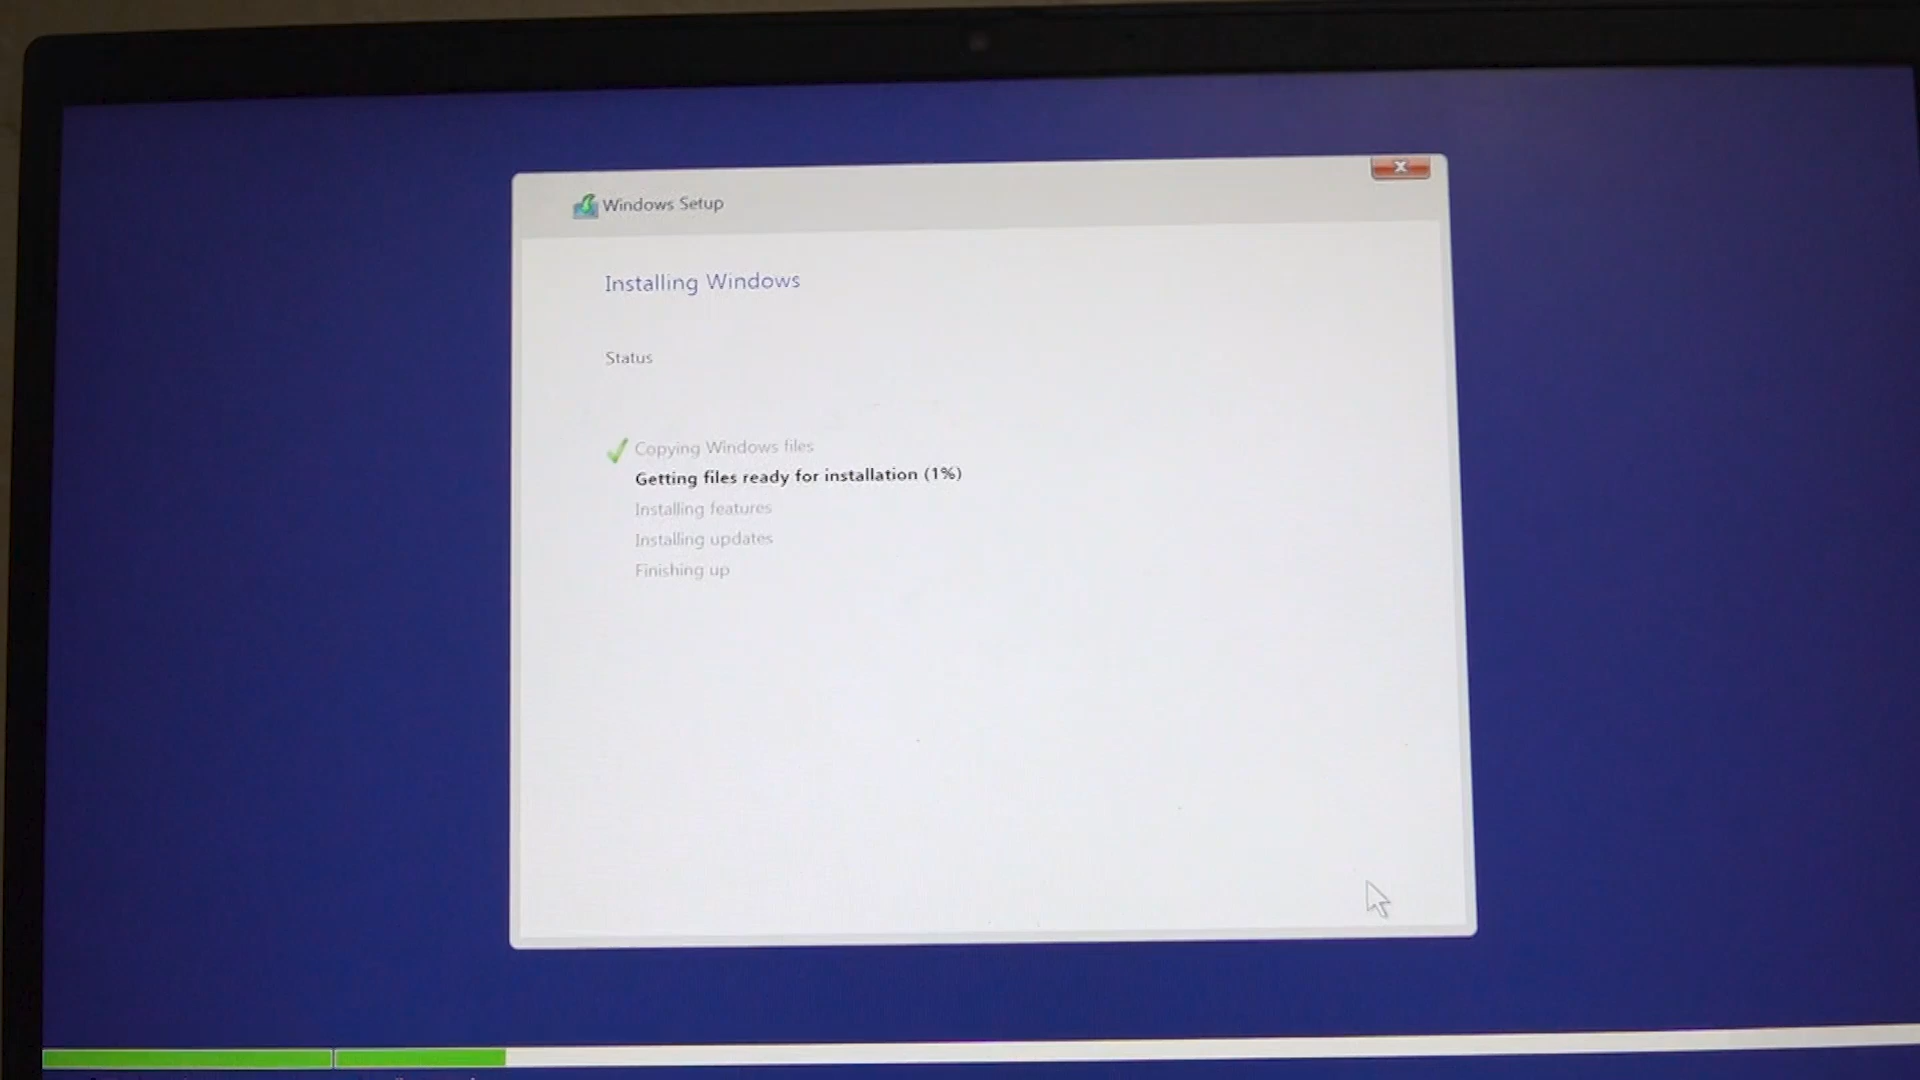 Windows Setup
Installing Windows
Status
Copying Windows files
Getting files ready for installation (1%)
Installing features
Installing updates
Finishing up